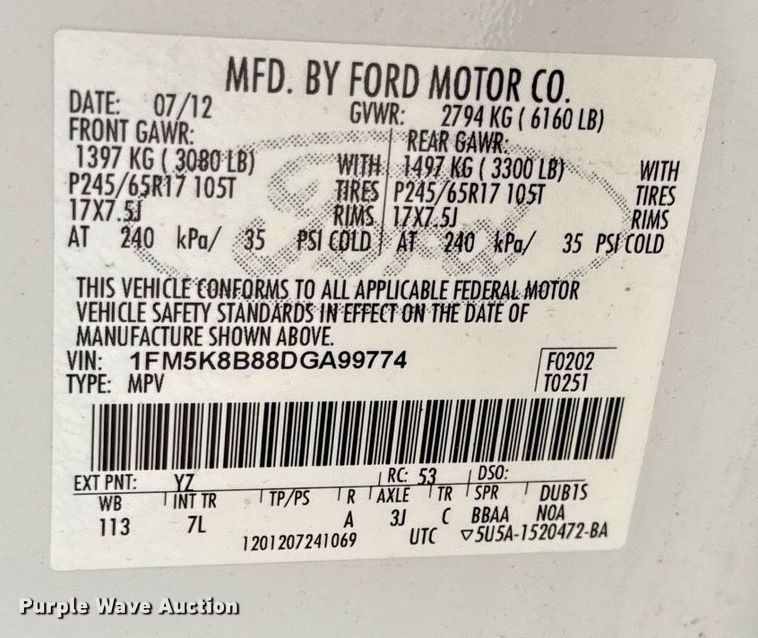 MFD. BY FORD MOTOR CO.
DATE: 07/12 GVWR: 2794 KG ( 6160 LB)
FRONT GAWR: REAR GAWR:
1397 KG ( 3080 LB) WITH 1497 KG ( 3300 LB) WITH
P245/65R17 105T TIRES P245/65R17 105T TIRES
17X7.5J RIMS 17X7.5J RIMS
AT 240 kPa/ 35 PSI COLD AT 240 kPa/ 35 PSI COLD
Ford
THIS VEHICLE CONFORMS TO ALL APPLICABLE FEDERAL MOTOR
VEHICLE SAFETY STANDARDS IN EFFECT ON THE DATE OF
MANUFACTURE SHOWN ABOVE.
VIN: 1FM5K8B88DGA99774 F0202
TYPE: MPV T0251
EXT PNT: YZ RC: 53 DSO:
WB INT TR TP/PS R AXLE TR SPR DUB1S
113 7L A 3J C BBAA N0A
1201207241069 UTC ▽5U5A-1520472-BA
Purple Wave Auction